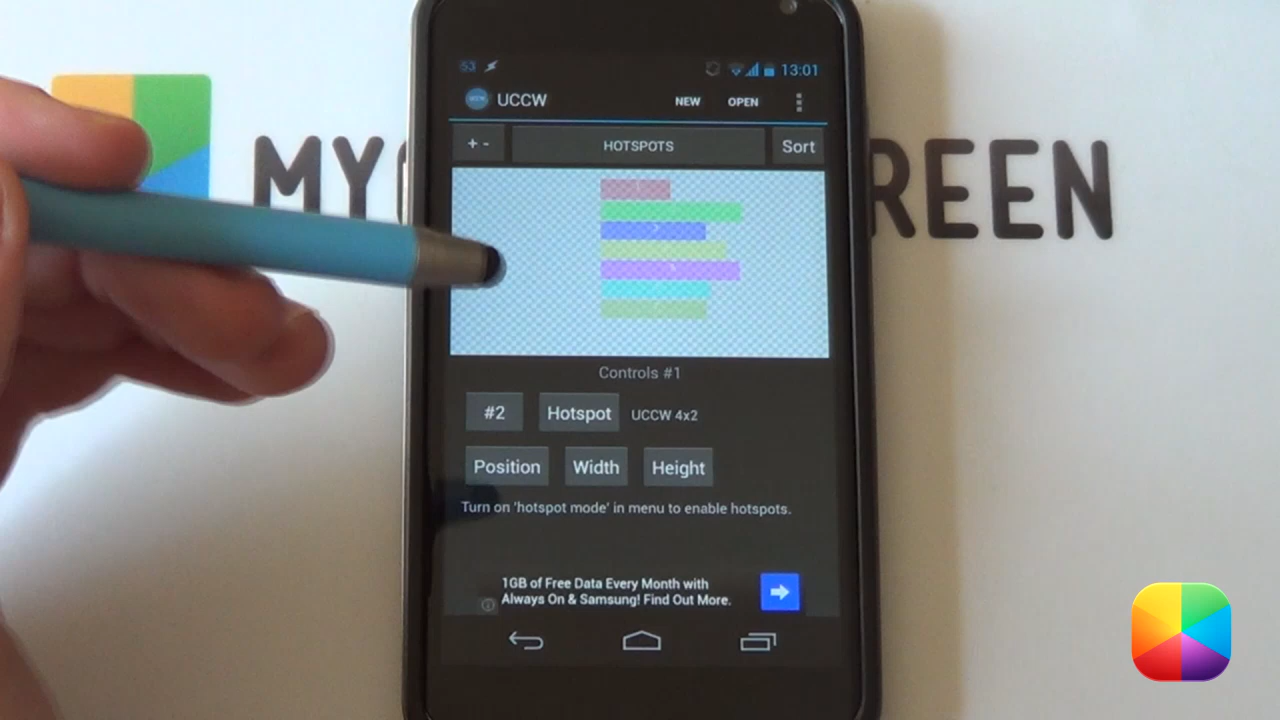 53
13:01
UCCW
NEW
OPEN
+ -
HOTSPOTS
Sort
MY
REEN
Controls #1
#2
Hotspot
UCCW 4x2
Position
Width
Height
Turn on 'hotspot mode' in menu to enable hotspots.
1GB of Free Data Every Month with
Always On & Samsung! Find Out More.